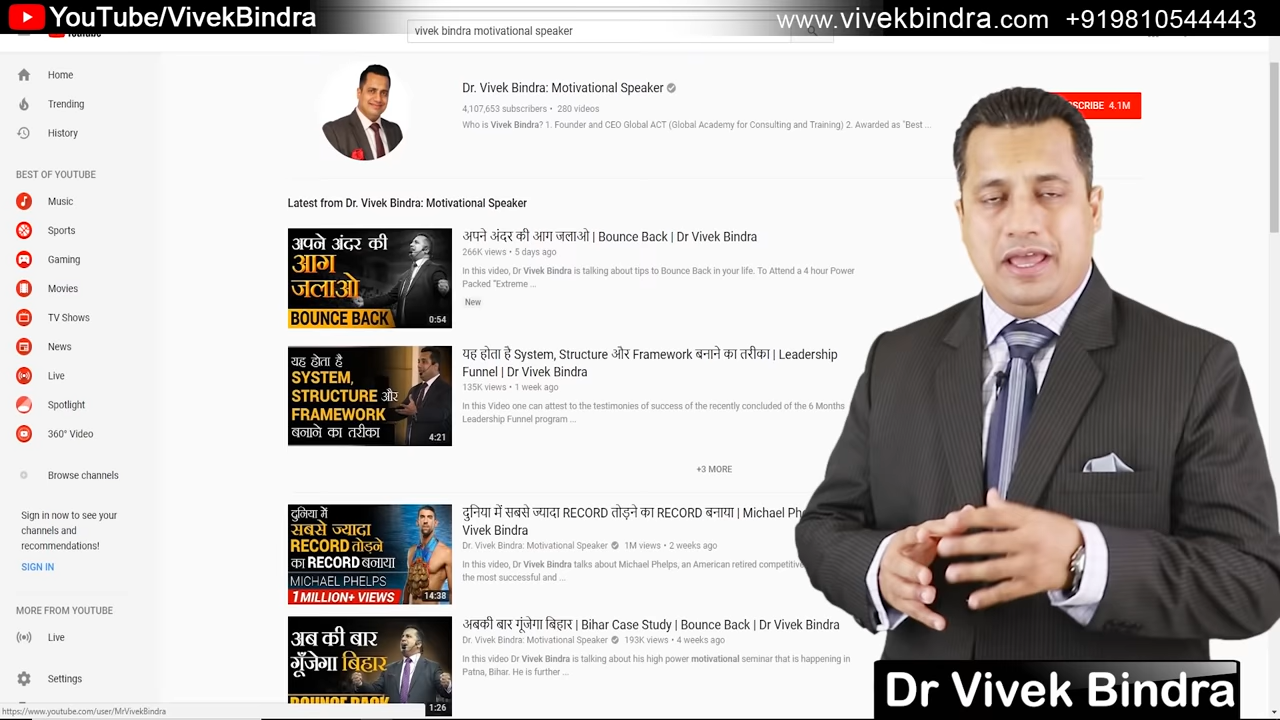 YouTube/VivekBindra
www.vivekbindra.com +919810544443
vivek bindra motivational speaker
Home
Trending
History
BEST OF YOUTUBE
Music
Sports
Gaming
Movies
TV Shows
News
Live
Spotlight
360° Video
Browse channels
Sign in now to see your
channels and
recommendations!
SIGN IN
MORE FROM YOUTUBE
Live
Settings
https://www.youtube.com/user/MrVivekBindra
Dr. Vivek Bindra: Motivational Speaker
4,107,653 subscribers • 280 videos
Who is Vivek Bindra? 1. Founder and CEO Global ACT (Global Academy for Consulting and Training) 2. Awarded as "Best ...
4.1M
Latest from Dr. Vivek Bindra: Motivational Speaker
अपने अंदर की
आग
जलाओ
BOUNCE BACK
0:54
अपने अंदर की आग जलाओ | Bounce Back | Dr Vivek Bindra
266K views • 5 days ago
In this video, Dr Vivek Bindra is talking about tips to Bounce Back in your life. To Attend a 4 hour Power
Packed "Extreme ...
New
यह होता है
SYSTEM,
STRUCTURE और
FRAMEWORK
बनाने का तरीका
4:21
यह होता है System, Structure और Framework बनाने का तरीका | Leadership
Funnel | Dr Vivek Bindra
135K views • 1 week ago
In this Video one can attest to the testimonies of success of the recently concluded of the 6 Months
Leadership Funnel program ...
+3 MORE
दुनिया में
सबसे ज्यादा
RECORD तोड़ने
का RECORD बनाया
MICHAEL PHELPS
1 MILLION+ VIEWS
14:38
दुनिया में सबसे ज्यादा RECORD तोड़ने का RECORD बनाया | Michael
Vivek Bindra
Dr. Vivek Bindra: Motivational Speaker 1M views • 2 weeks ago
In this video, Dr Vivek Bindra talks about Michael Phelps, an American retired competitive
the most successful and ...
अब की बार
गूँजेगा बिहार
BOUNCE BACK
1:26
अबकी बार गूंजेगा बिहार | Bihar Case Study | Bounce Back | Dr Vivek Bindra
Dr. Vivek Bindra: Motivational Speaker 193K views • 4 weeks ago
In this video Dr Vivek Bindra is talking about his high power motivational seminar that is happening in
Patna, Bihar. He is further ...
Dr Vivek Bindra